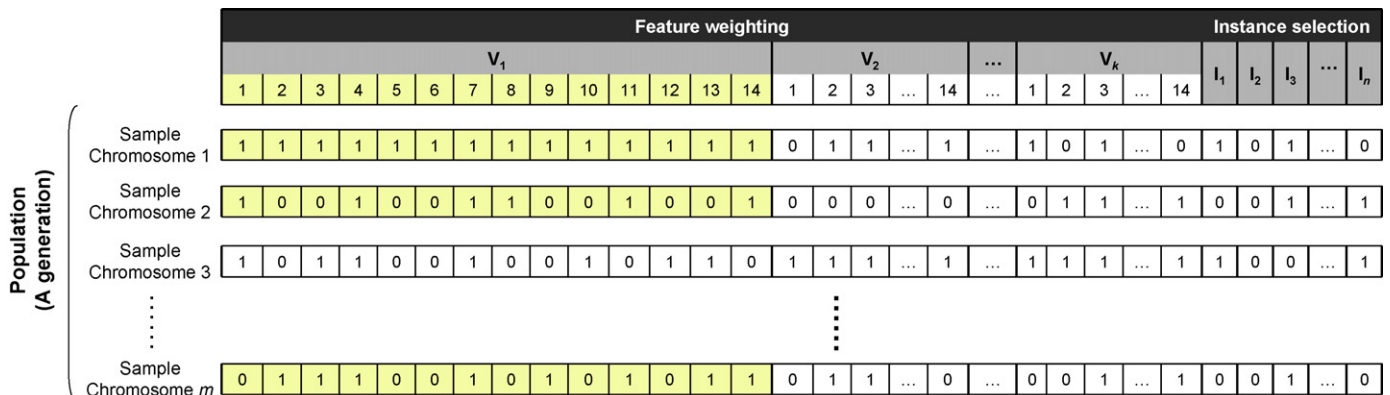 Feature weighting Instance selection
V1 V2 ... Vk I1 I2 I3 ... In
1 2 3 4 5 6 7 8 9 10 11 12 13 14 1 2 3 ... 14 ... 1 2 3 ... 14
Population
(A generation)
Sample
Chromosome 1
1 1 1 1 1 1 1 1 1 1 1 1 1 1 0 1 1 ... 1 ... 1 0 1 ... 0 1 0 1 ... 0
Sample
Chromosome 2
1 0 0 1 0 0 1 1 0 0 1 0 0 1 0 0 0 ... 0 ... 0 1 1 ... 1 0 0 1 ... 1
Sample
Chromosome 3
1 0 1 1 0 0 1 0 0 1 0 1 1 0 1 1 1 ... 1 ... 1 1 1 ... 1 1 0 0 ... 1
Sample
Chromosome m
0 1 1 1 0 0 1 0 1 0 1 0 1 1 0 1 1 ... 0 ... 0 0 1 ... 1 0 0 1 ... 0